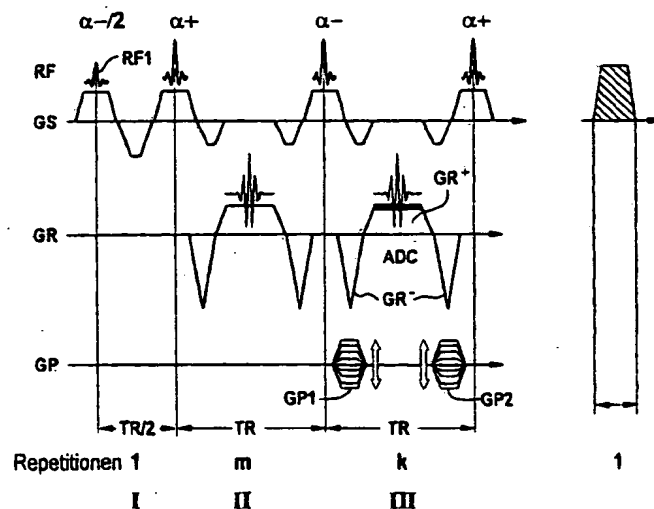 α−/2 α+ α− α+
RF RF1
GS
GR+
GR ADC
GR−
GP
GP1 GP2
TR/2 TR TR
Repetitionen 1 m k 1
I II III